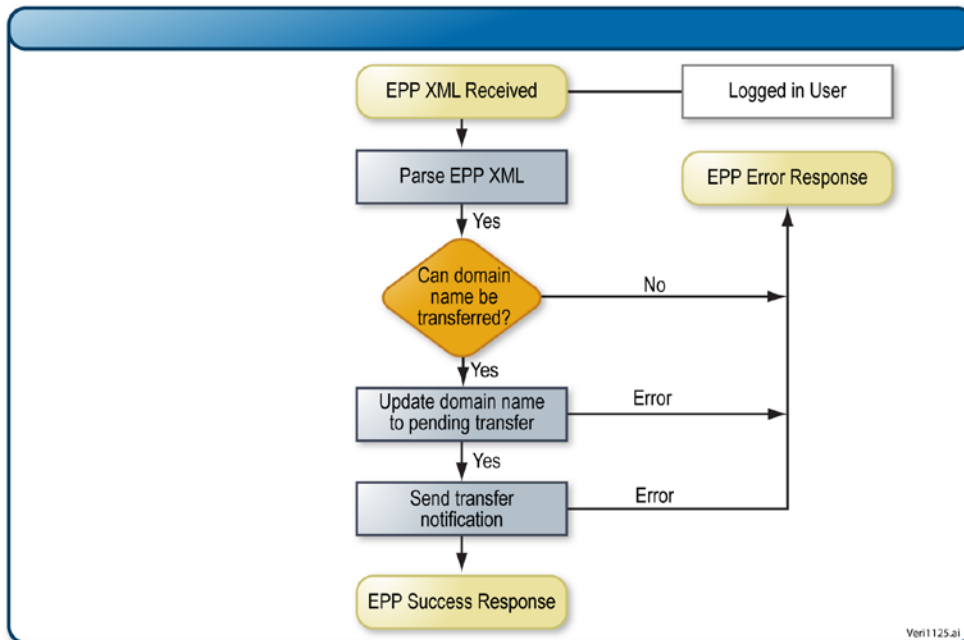 EPP XML Received
Logged in User
Parse EPP XML
EPP Error Response
Yes
Can domain
name be
transferred?
No
Yes
Update domain name
to pending transfer
Error
Yes
Send transfer
notification
Error
EPP Success Response
Veri1125.ai